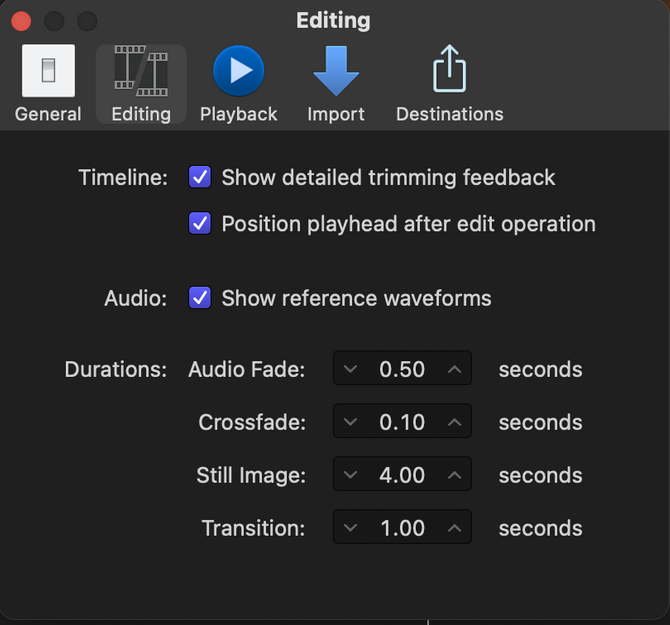 Editing
General Editing Playback Import Destinations
Timeline: Show detailed trimming feedback
Position playhead after edit operation
Audio: Show reference waveforms
Durations: Audio Fade: 0.50 seconds
Crossfade: 0.10 seconds
Still Image: 4.00 seconds
Transition: 1.00 seconds